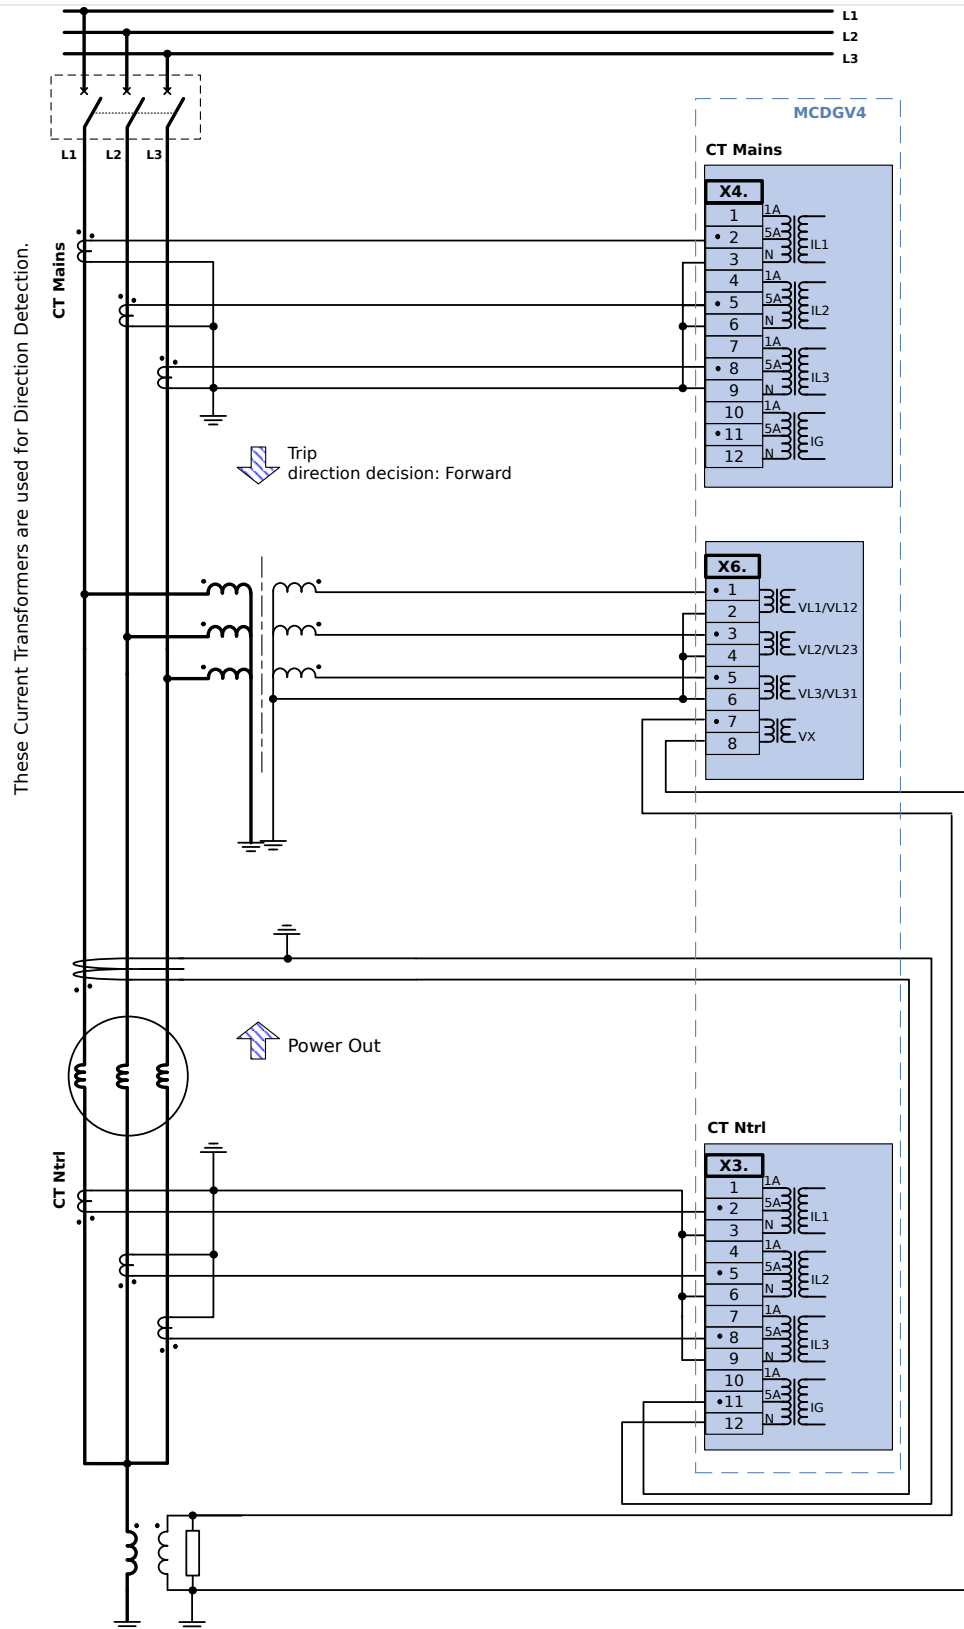 L1
L2
L3
L1
L2
L3
MCDGV4
CT Mains
X4.
1
1A
2
5A
IL1
3
N
4
1A
5
5A
IL2
6
N
7
1A
8
5A
IL3
9
N
10
1A
11
5A
IG
12
N
CT Mains
These Current Transformers are used for Direction Detection.
Trip
direction decision: Forward
X6.
1
2
VL1/VL12
3
4
VL2/VL23
5
6
VL3/VL31
7
8
VX
Power Out
CT Ntrl
CT Ntrl
X3.
1
1A
2
5A
IL1
3
N
4
1A
5
5A
IL2
6
N
7
1A
8
5A
IL3
9
N
10
1A
11
5A
IG
12
N